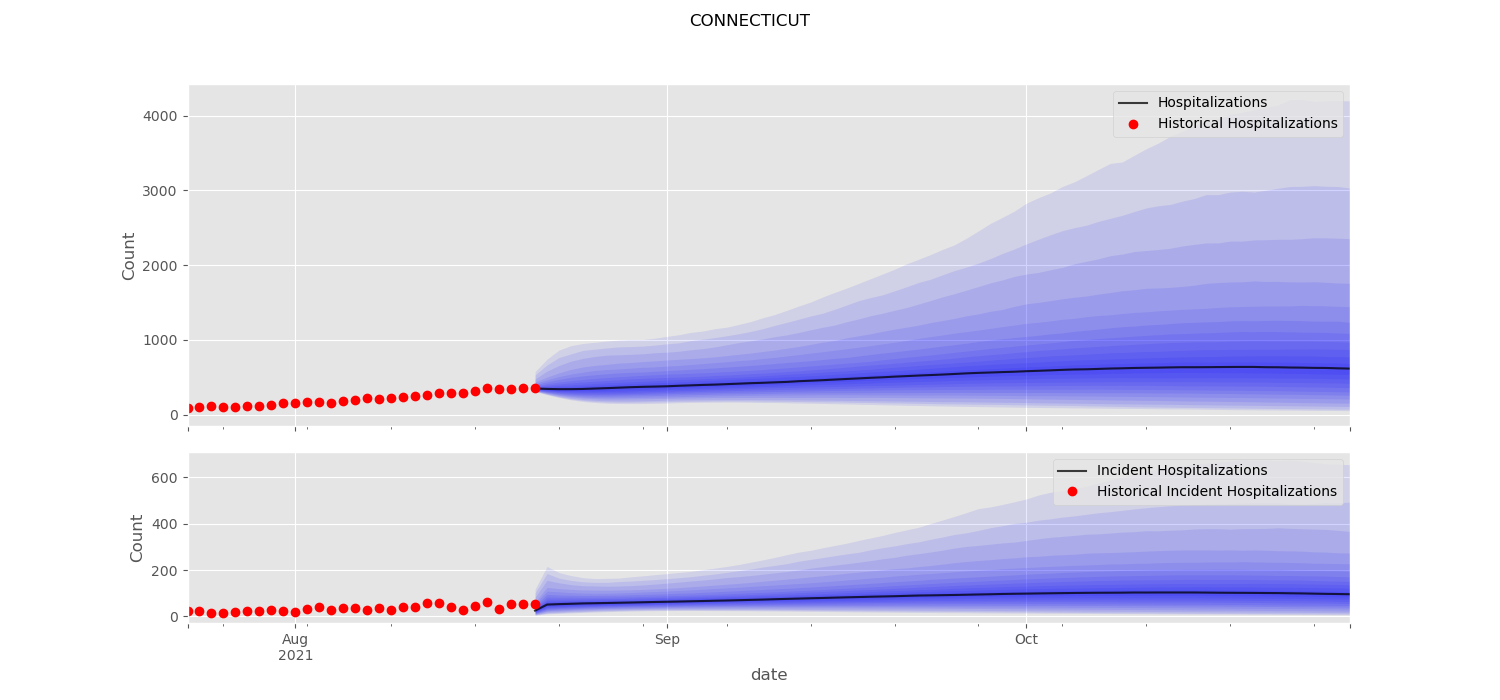 CONNECTICUT
Hospitalizations
Historical Hospitalizations
4000
3000
2000
1000
0
Count
Incident Hospitalizations
Historical Incident Hospitalizations
600
400
200
0
Count
Aug
2021
Sep
Oct
date